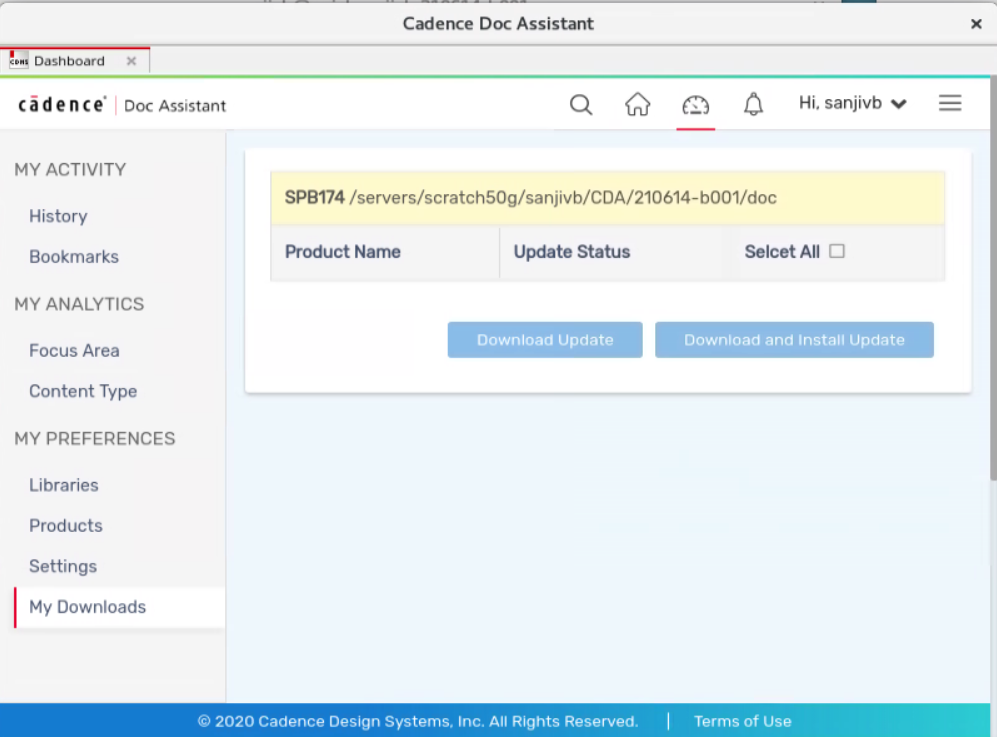 Cadence Doc Assistant
Dashboard
cādence Doc Assistant
Hi, sanjivb
MY ACTIVITY
History
Bookmarks
MY ANALYTICS
Focus Area
Content Type
MY PREFERENCES
Libraries
Products
Settings
My Downloads
SPB174 /servers/scratch50g/sanjivb/CDA/210614-b001/doc
Product Name Update Status Selcet All
Download Update Download and Install Update
© 2020 Cadence Design Systems, Inc. All Rights Reserved. | Terms of Use